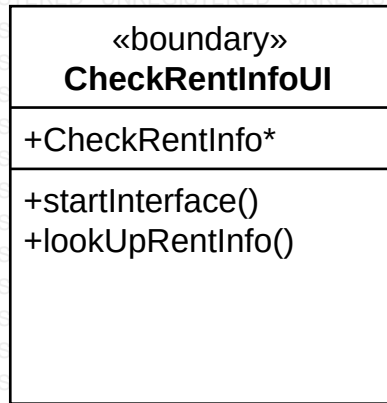 «boundary»
CheckRentInfoUI
+CheckRentInfo*
+startInterface()
+lookUpRentInfo()